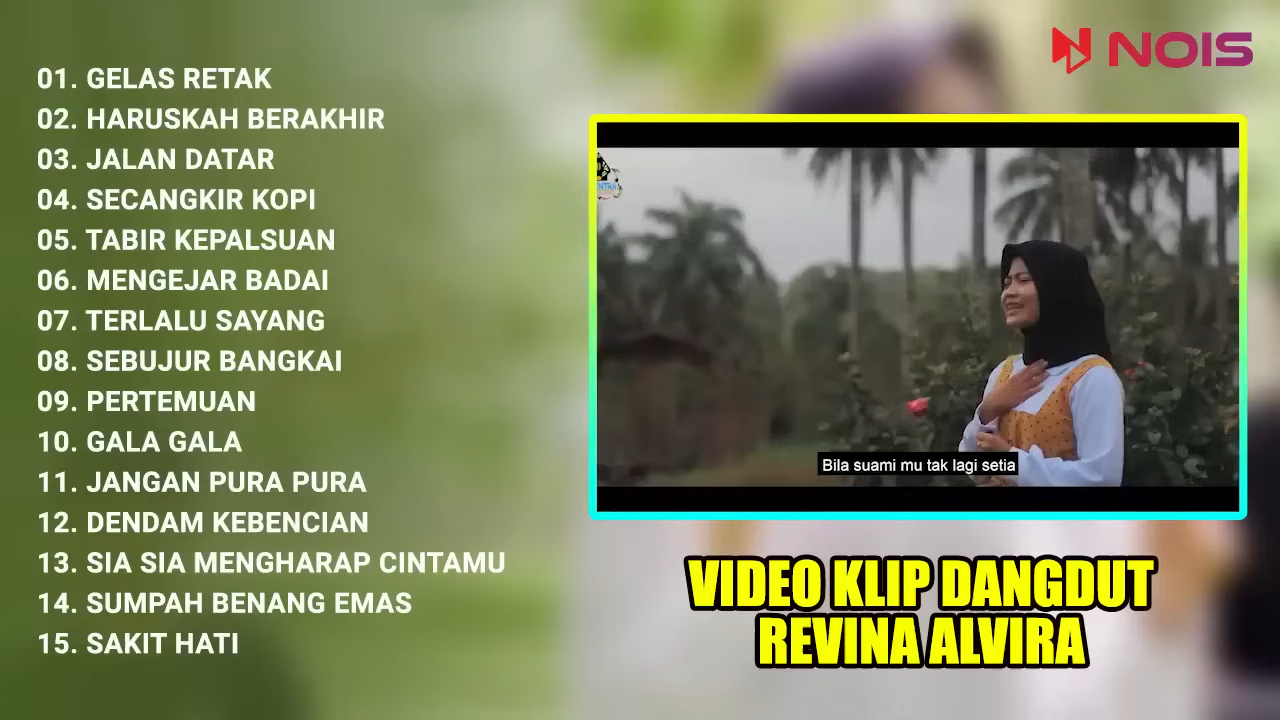 01. GELAS RETAK
02. HARUSKAH BERAKHIR
03. JALAN DATAR
04. SECANGKIR KOPI
05. TABIR KEPALSUAN
06. MENGEJAR BADAI
07. TERLALU SAYANG
08. SEBUJUR BANGKAI
09. PERTEMUAN
10. GALA GALA
11. JANGAN PURA PURA
12. DENDAM KEBENCIAN
13. SIA SIA MENGHARAP CINTAMU
14. SUMPAH BENANG EMAS
15. SAKIT HATI
NOIS
Bila suami mu tak lagi setia
VIDEO KLIP DANGDUT
REVINA ALVIRA